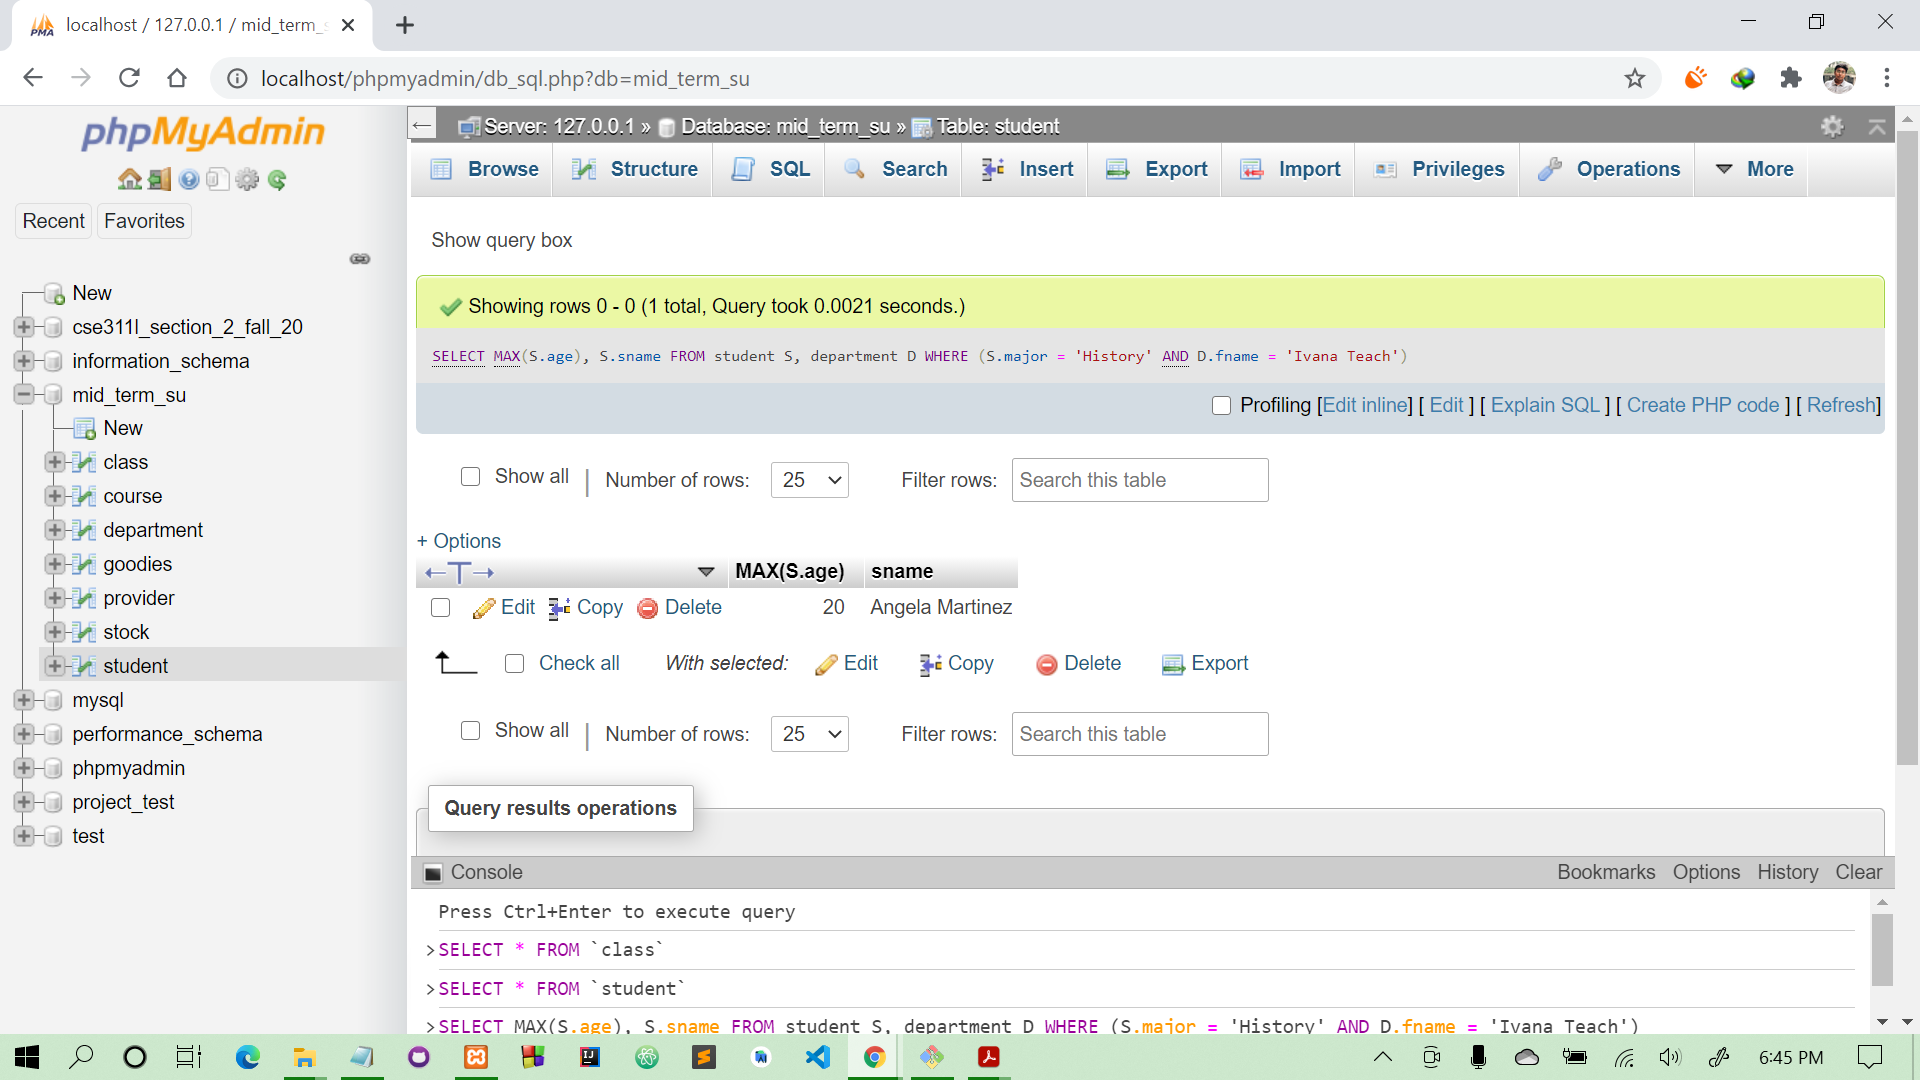 localhost / 127.0.0.1 / mid_term_s
localhost/phpmyadmin/db_sql.php?db=mid_term_su
phpMyAdmin
Recent Favorites
New
cse311l_section_2_fall_20
information_schema
mid_term_su
New
class
course
department
goodies
provider
stock
student
mysql
performance_schema
phpmyadmin
project_test
test
Server: 127.0.0.1 » Database: mid_term_su » Table: student
Browse Structure SQL Search Insert Export Import Privileges Operations More
Show query box
Showing rows 0 - 0 (1 total, Query took 0.0021 seconds.)
SELECT MAX(S.age), S.sname FROM student S, department D WHERE (S.major = 'History' AND D.fname = 'Ivana Teach')
Profiling [Edit inline] [ Edit ] [ Explain SQL ] [ Create PHP code ] [ Refresh]
Show all | Number of rows: 25 Filter rows: Search this table
+ Options
←T→ MAX(S.age) sname
Edit Copy Delete 20 Angela Martinez
Check all With selected: Edit Copy Delete Export
Show all | Number of rows: 25 Filter rows: Search this table
Query results operations
Console Bookmarks Options History Clear
Press Ctrl+Enter to execute query
>SELECT * FROM `class`
>SELECT * FROM `student`
>SELECT MAX(S.age), S.sname FROM student S, department D WHERE (S.major = 'History' AND D.fname = 'Ivana Teach')
6:45 PM